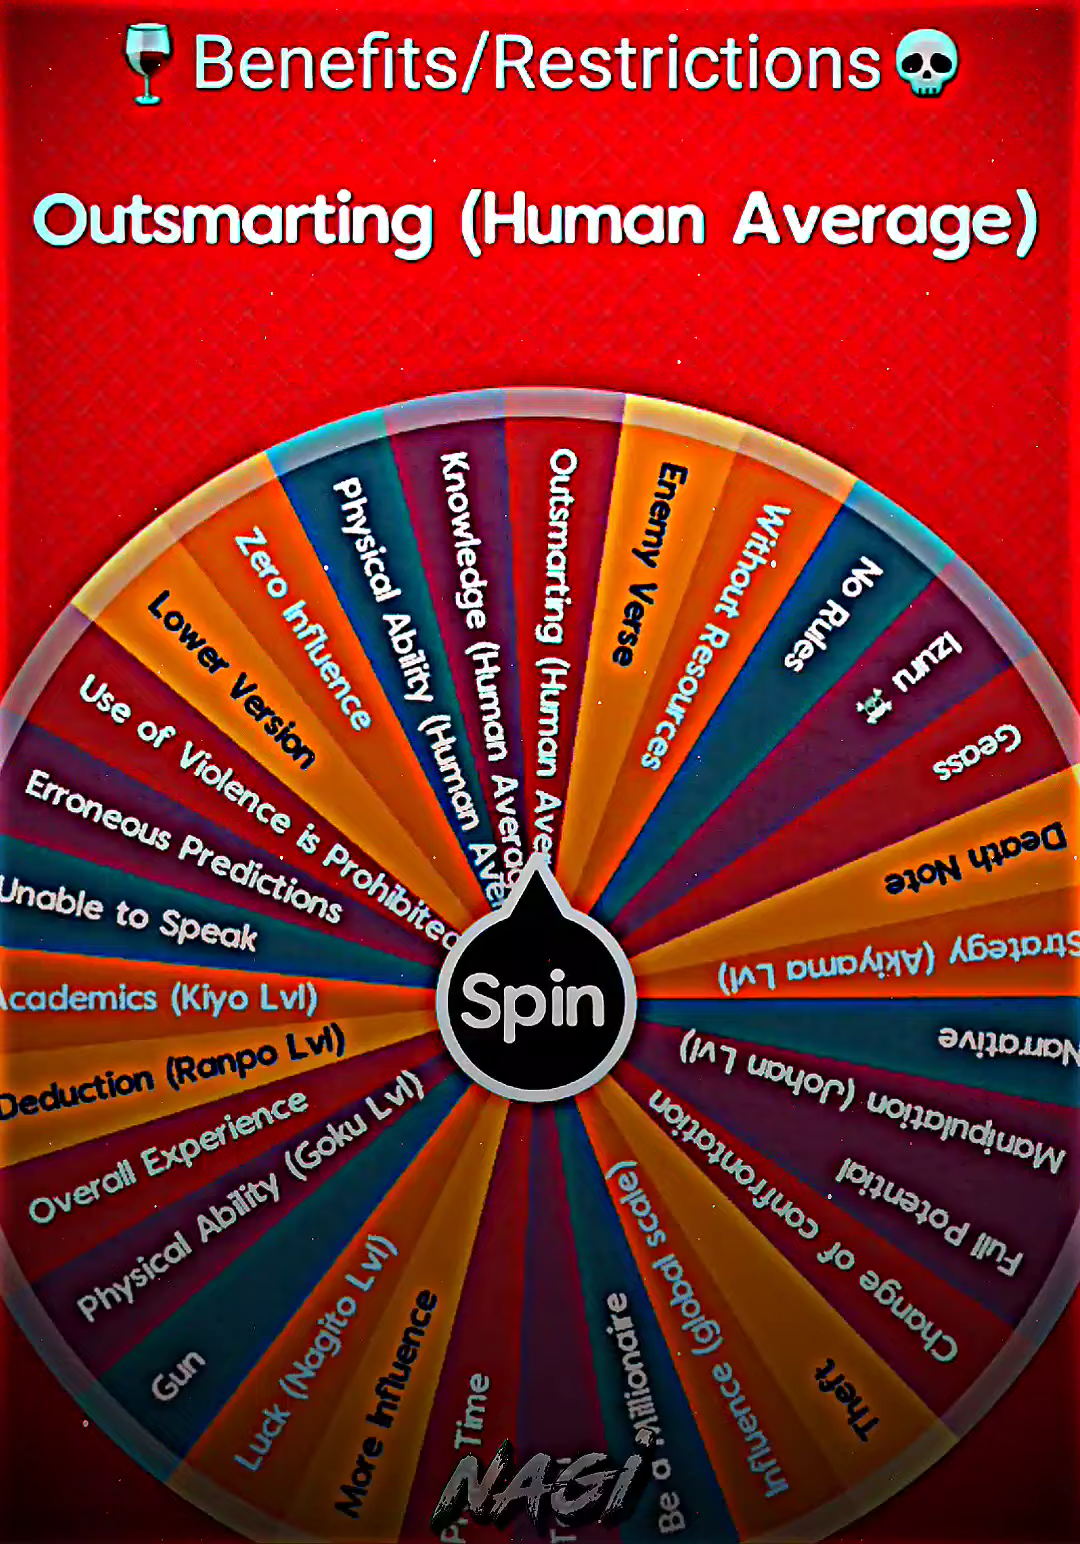 🍷Benefits/Restrictions💀
Outsmarting (Human Average)
Outsmarting (Human Aver
Enemy Verse
Without Resources
No Rules
Izuru ☠
Geass
Death Note
Strategy (Akiyama Lvl)
Narrative
Manipulation (Johan Lvl)
Full Potential
Change of confrontation
Theft
Influence (global scale)
Be a Millionaire
Time
More Influence
Luck (Nagito Lvl)
Gun
Physical Ability (Goku Lvl)
Overall Experience
Deduction (Ranpo Lvl)
Academics (Kiyo Lvl)
Unable to Speak
Erroneous Predictions
Use of Violence is Prohibited
Lower Version
Zero Influence
Physical Ability (Human Ave
Knowledge (Human Averag
Spin
NAGI